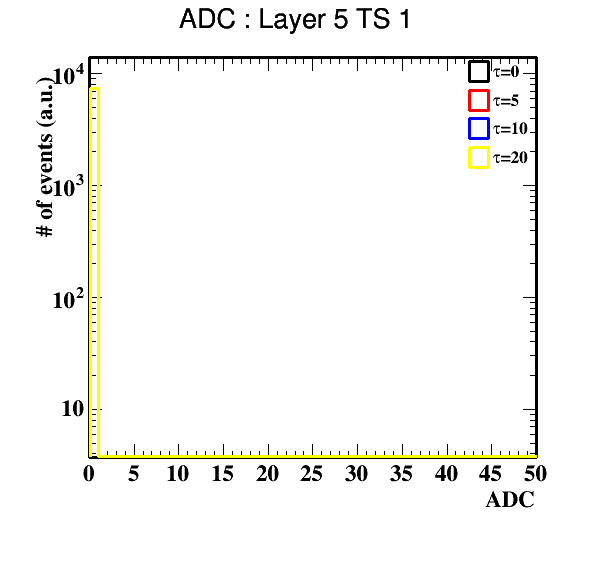 ADC : Layer 5 TS 1
# of events (a.u.)
10⁴
10³
10²
10
τ=0
τ=5
τ=10
τ=20
0 5 10 15 20 25 30 35 40 45 50
ADC